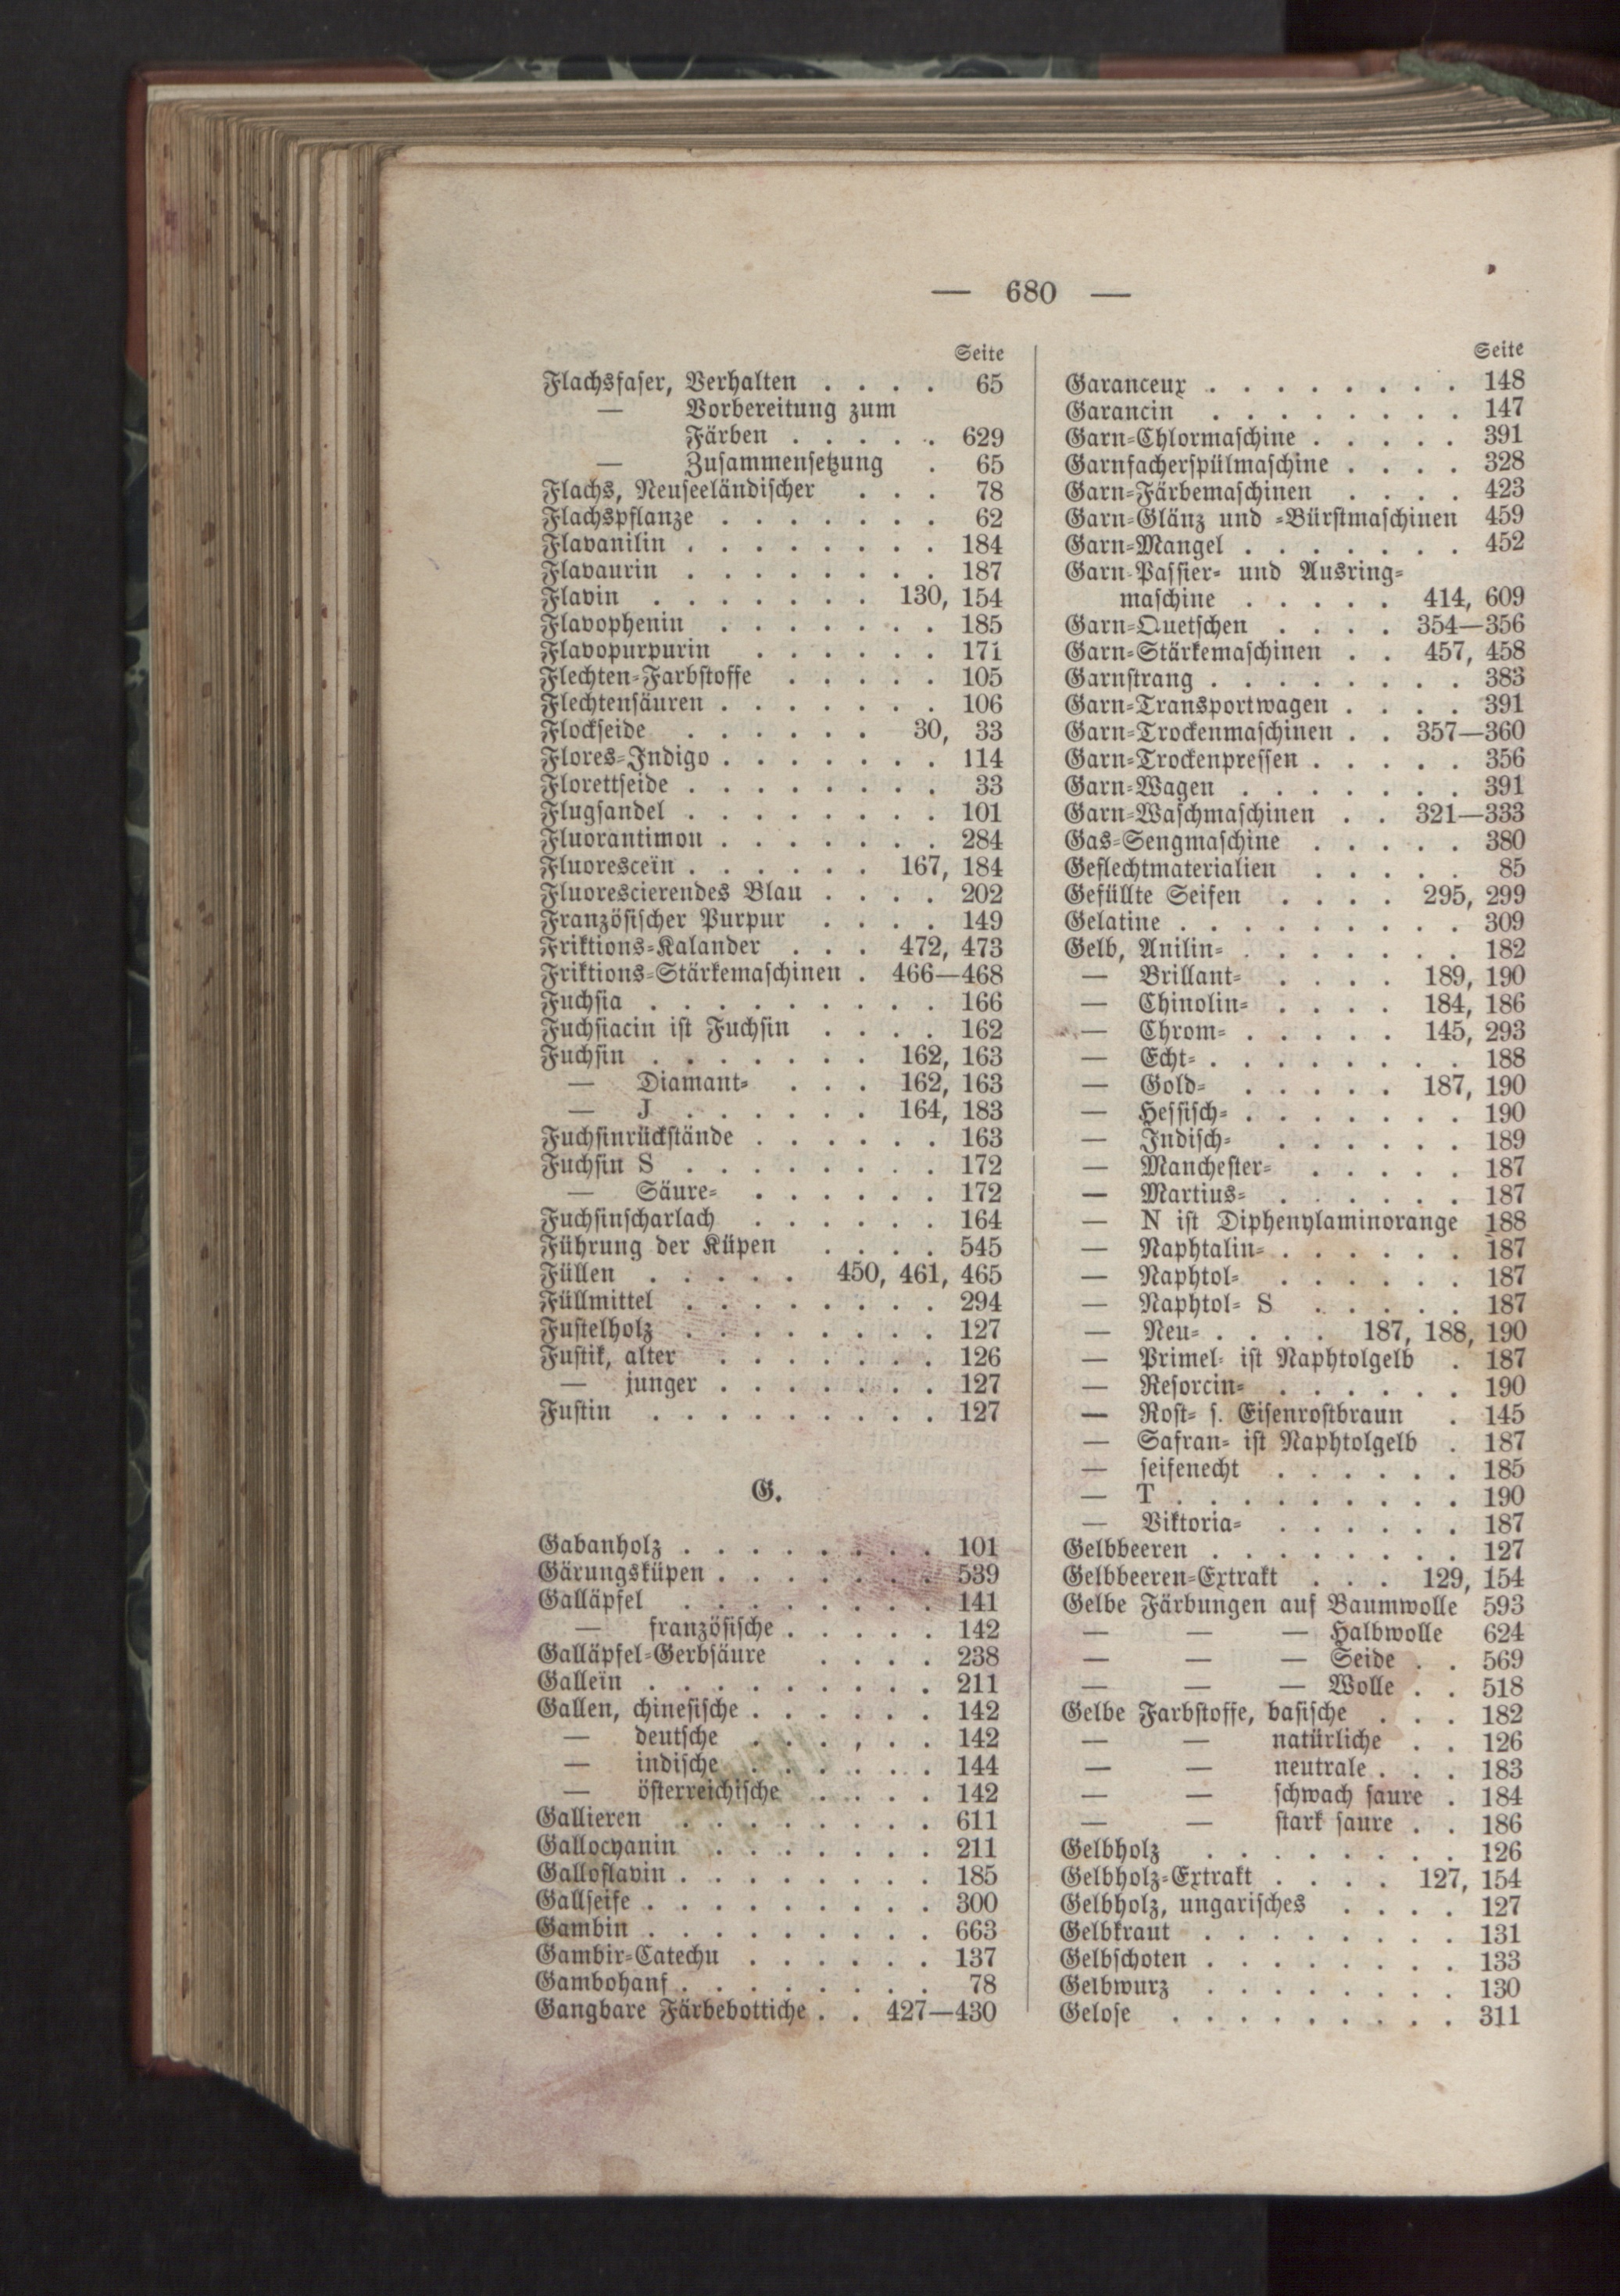 — 680 —
Seite
Flachsfaser, Verhalten . . . . 65
— Vorbereitung zum
Färben . . . . . 629
— Zusammensetzung . 65
Flachs, Neuseeländischer . . . 78
Flachspflanze . . . . . . . 62
Flavanilin . . . . . . . . 184
Flavaurin . . . . . . . . 187
Flavin . . . . . . . 130, 154
Flavophenin . . . . . . . 185
Flavopurpurin . . . . . . 171
Flechten-Farbstoffe . . . . . 105
Flechtensäuren . . . . . . . 106
Flockseide . . . . . . 30, 33
Flores-Indigo . . . . . . . 114
Florettseide . . . . . . . . 33
Flugsandel . . . . . . . . 101
Fluorantimon . . . . . . . 284
Fluoresceïn . . . . . . 167, 184
Fluorescierendes Blau . . . . 202
Französischer Purpur . . . . 149
Friktions-Kalander . . . 472, 473
Friktions-Stärkemaschinen . 466—468
Fuchsia . . . . . . . . . 166
Fuchsiacin ist Fuchsin . . . . 162
Fuchsin . . . . . . . 162, 163
— Diamant- . . . 162, 163
— J . . . . . . 164, 183
Fuchsinrückstände . . . . . . 163
Fuchsin S . . . . . . . . 172
— Säure- . . . . . . 172
Fuchsinscharlach . . . . . . 164
Führung der Küpen . . . . 545
Füllen . . . . . 450, 461, 465
Füllmittel . . . . . . . . 294
Fustelholz . . . . . . . . 127
Fustik, alter . . . . . . . 126
— junger . . . . . . . 127
Fustin . . . . . . . . . 127
G.
Gabanholz . . . . . . . . 101
Gärungsküpen . . . . . . . 539
Galläpfel . . . . . . . . 141
— französische . . . . . 142
Galläpfel-Gerbsäure . . . . 238
Galleïn . . . . . . . . . 211
Gallen, chinesische . . . . . . 142
— deutsche . . . . . . 142
— indische . . . . . . 144
— österreichische . . . . 142
Gallieren . . . . . . . . 611
Gallocyanin . . . . . . . 211
Galloflavin . . . . . . . . 185
Gallseife . . . . . . . . . 300
Gambin . . . . . . . . . 663
Gambir-Catechu . . . . . . 137
Gambohanf . . . . . . . . 78
Gangbare Färbebottiche . . 427—430
Seite
Garanceux . . . . . . . . 148
Garancin . . . . . . . . 147
Garn-Chlormaschine . . . . . 391
Garnfacherspülmaschine . . . . 328
Garn-Färbemaschinen . . . . 423
Garn-Glänz und -Bürstmaschinen 459
Garn-Mangel . . . . . . . 452
Garn-Passier- und Ausring-
maschine . . . . . 414, 609
Garn-Quetschen . . . . 354—356
Garn-Stärkemaschinen . . 457, 458
Garnstrang . . . . . . . . 383
Garn-Transportwagen . . . . 391
Garn-Trockenmaschinen . . 357—360
Garn-Trockenpressen . . . . . 356
Garn-Wagen . . . . . . . 391
Garn-Waschmaschinen . . 321—333
Gas-Sengmaschine . . . . . 380
Geflechtmaterialien . . . . . 85
Gefüllte Seifen . . . . 295, 299
Gelatine . . . . . . . . . 309
Gelb, Anilin- . . . . . . . 182
— Brillant- . . . . 189, 190
— Chinolin- . . . . 184, 186
— Chrom- . . . . . 145, 293
— Echt- . . . . . . . . 188
— Gold- . . . . . 187, 190
— Hessisch- . . . . . . . 190
— Indisch- . . . . . . 189
— Manchester- . . . . . 187
— Martius- . . . . . . 187
— N ist Diphenylaminorange 188
— Naphtalin- . . . . . . 187
— Naphtol- . . . . . . 187
— Naphtol- S . . . . . 187
— Neu- . . . . 187, 188, 190
— Primel- ist Naphtolgelb . 187
— Resorcin- . . . . . . 190
— Rost- s. Eisenrostbraun . 145
— Safran- ist Naphtolgelb . 187
— seifenecht . . . . . . 185
— T . . . . . . . . . 190
— Viktoria- . . . . . . 187
Gelbbeeren . . . . . . . . 127
Gelbbeeren-Extrakt . . . 129, 154
Gelbe Färbungen auf Baumwolle 593
— — — Halbwolle 624
— — — Seide . . 569
— — — Wolle . . 518
Gelbe Farbstoffe, basische . . . 182
— — natürliche . . 126
— — neutrale . . . 183
— — schwach saure . 184
— — stark saure . . 186
Gelbholz . . . . . . . . 126
Gelbholz-Extrakt . . . . 127, 154
Gelbholz, ungarisches . . . . 127
Gelbkraut . . . . . . . . 131
Gelbschoten . . . . . . . . 133
Gelbwurz . . . . . . . . 130
Gelose . . . . . . . . . 311